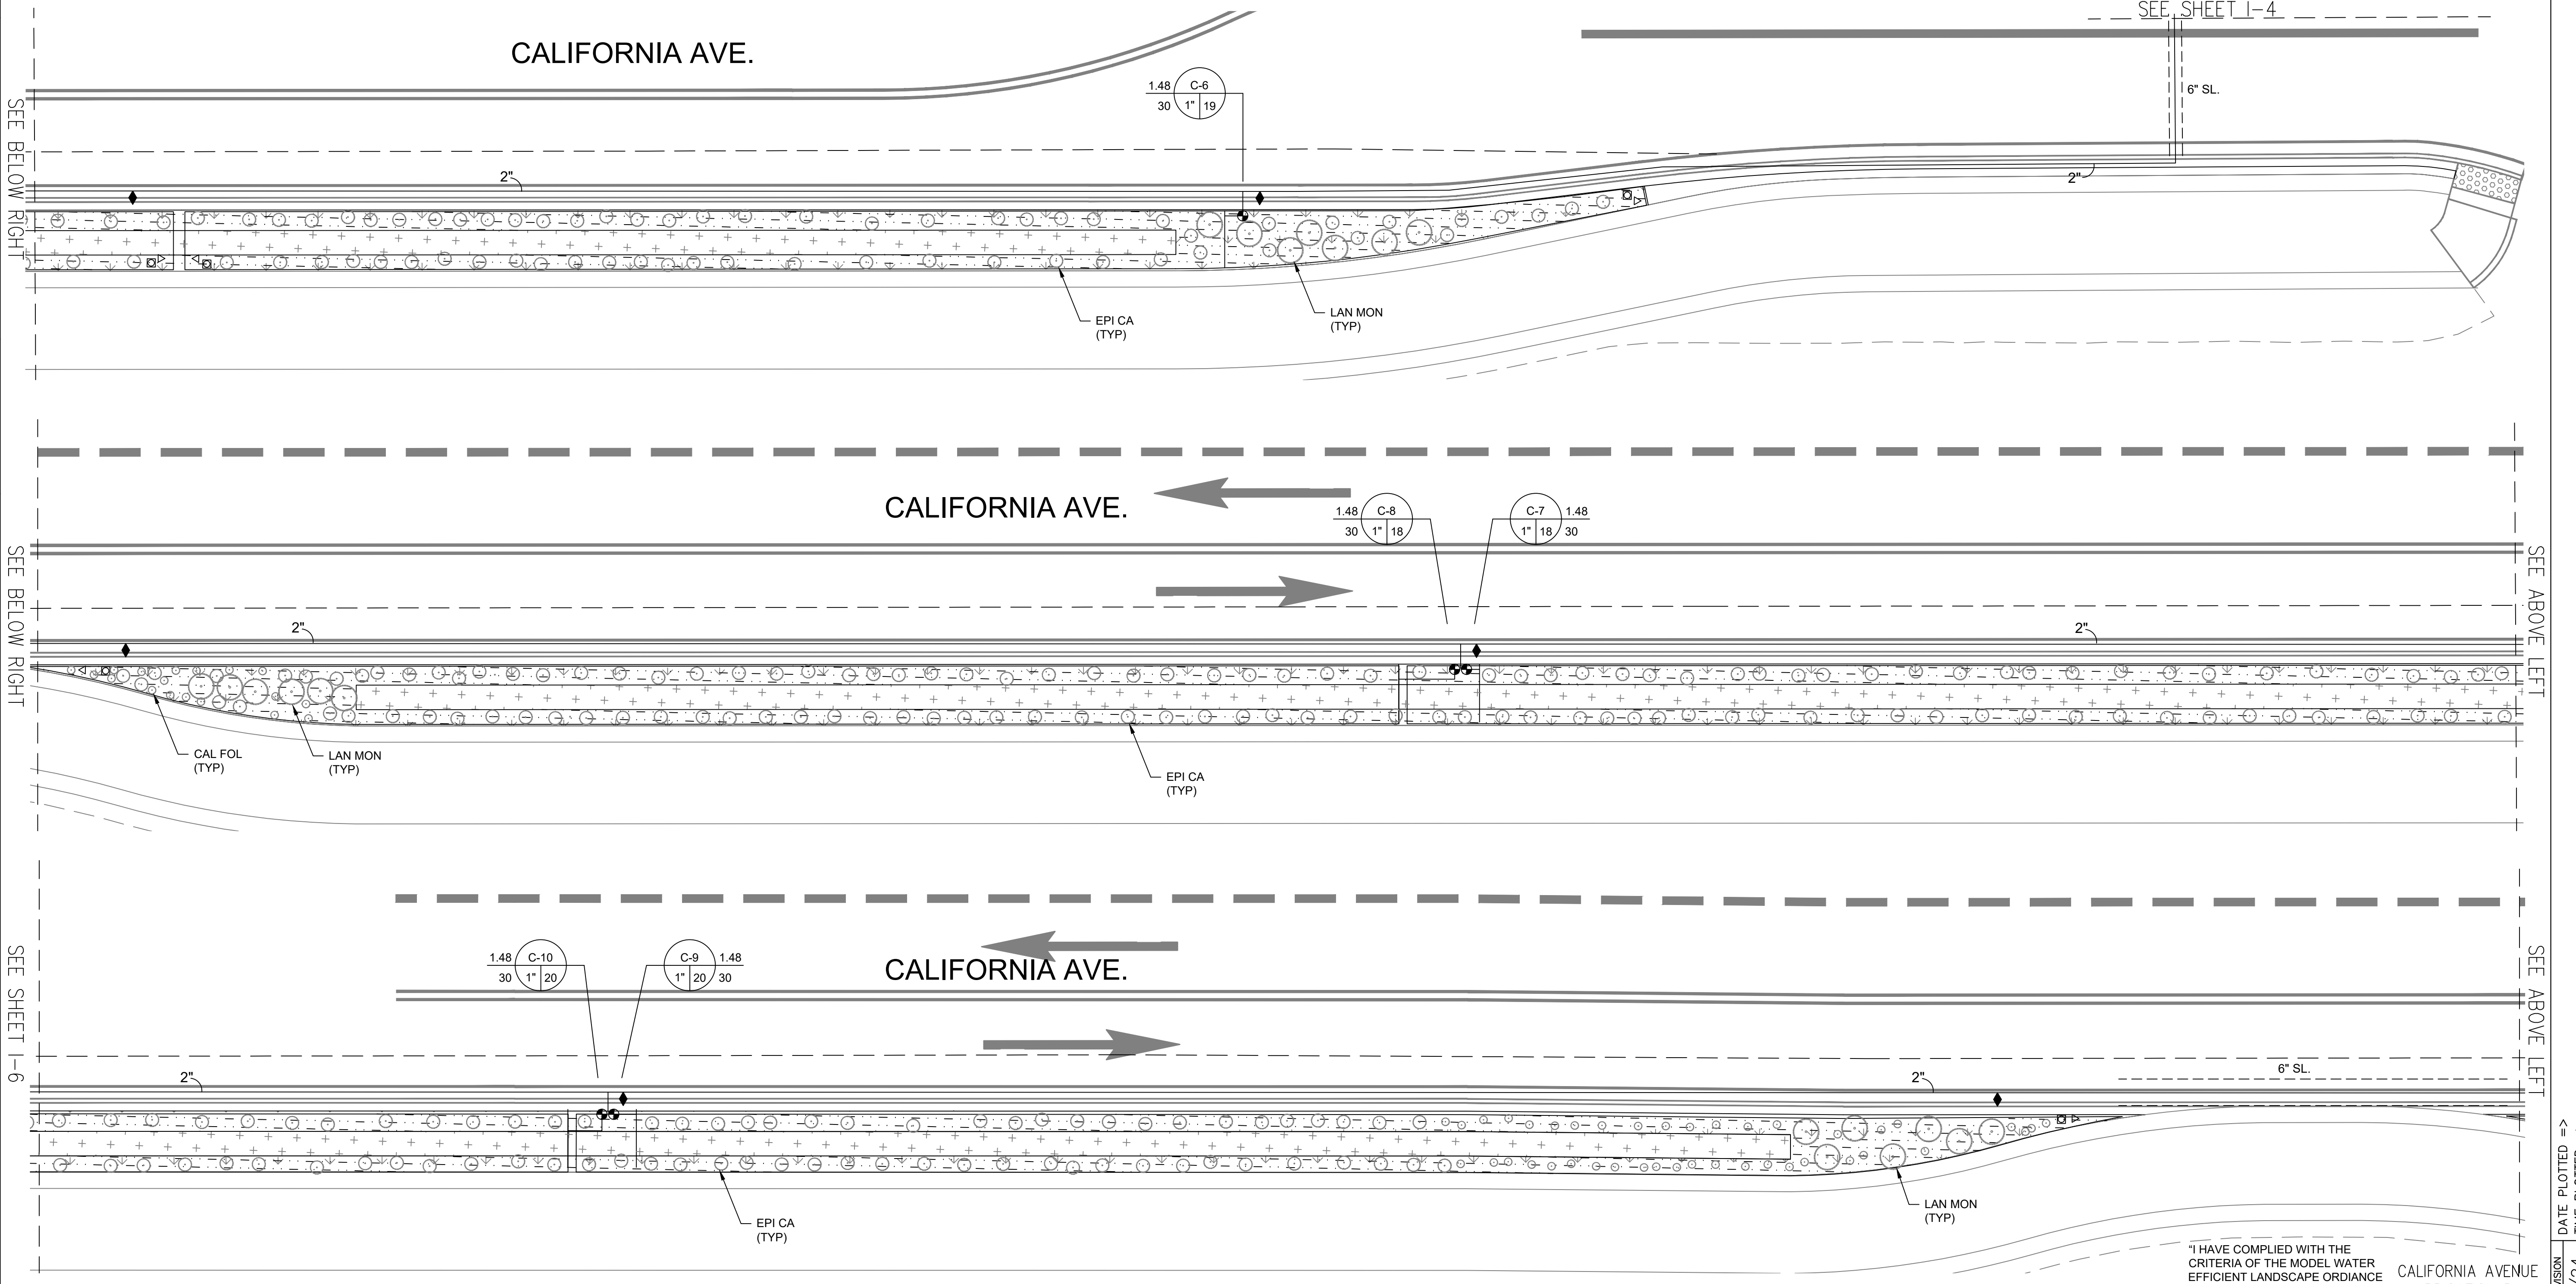 SEE SHEET I-4
CALIFORNIA AVE.
1.48
30
C-6
1"
19
6" SL.
SEE BELOW RIGHT
2"
2"
EPI CA
(TYP)
LAN MON
(TYP)
CALIFORNIA AVE.
1.48
30
C-8
1"
18
C-7
1"
18
1.48
30
SEE BELOW RIGHT
SEE ABOVE LEFT
2"
2"
CAL FOL
(TYP)
LAN MON
(TYP)
EPI CA
(TYP)
CALIFORNIA AVE.
1.48
30
C-10
1"
20
C-9
1"
20
1.48
30
SEE SHEET I-6
SEE ABOVE LEFT
2"
2"
6" SL.
EPI CA
(TYP)
LAN MON
(TYP)
"I HAVE COMPLIED WITH THE
CRITERIA OF THE MODEL WATER
EFFICIENT LANDSCAPE ORDIANCE
CALIFORNIA AVENUE
DATE PLOTTED =>